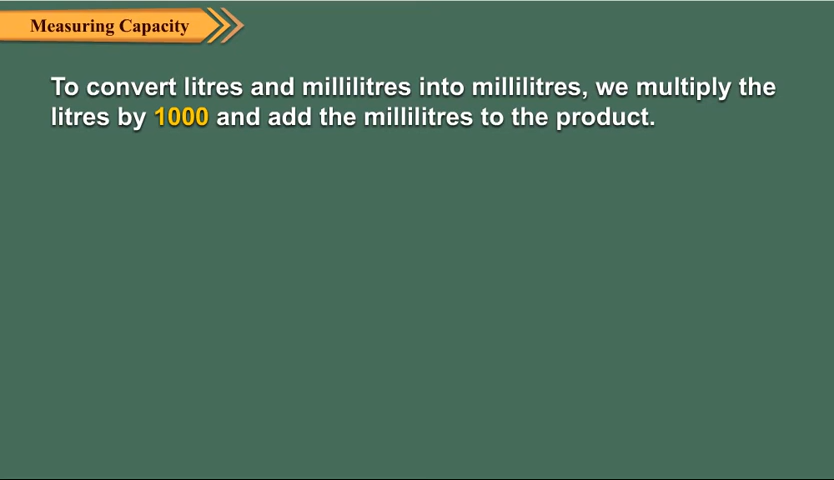 Measuring Capacity
To convert litres and millilitres into millilitres, we multiply the
litres by 1000 and add the millilitres to the product.